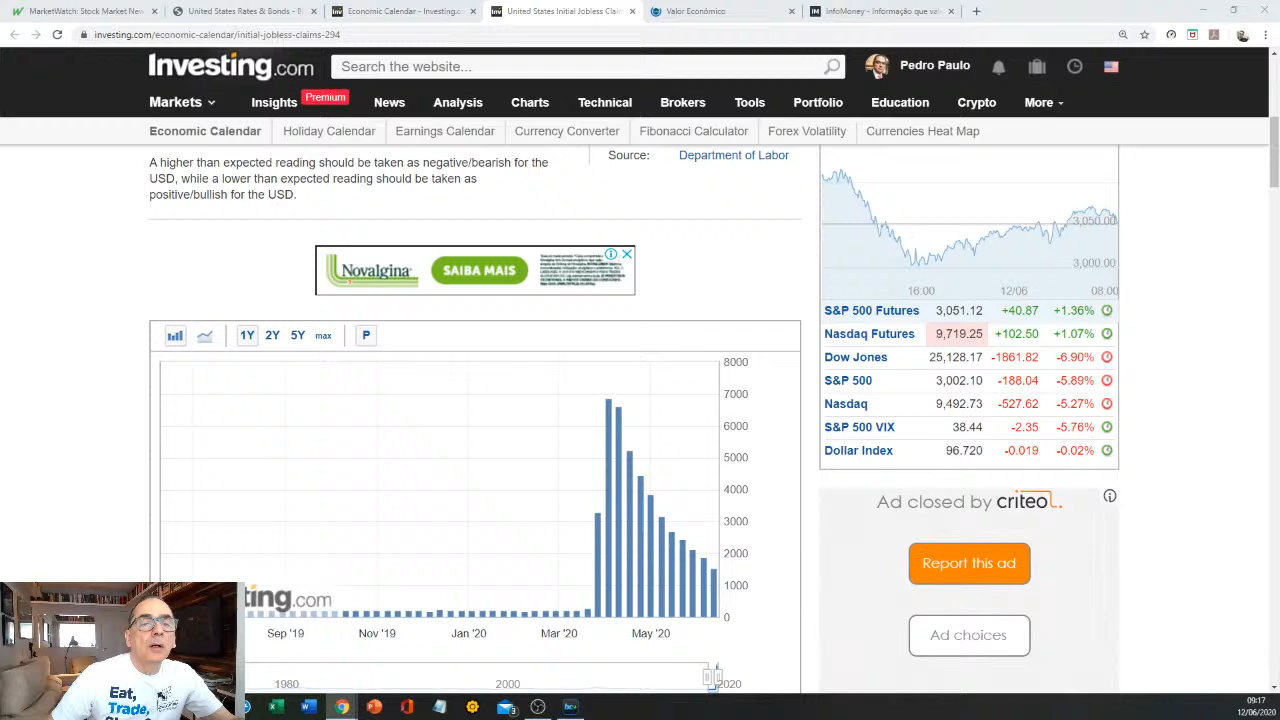 MarketWatch: Stock Market New
United States Rates & Bonds - Bl
Economic Calendar - Investing.c
United States Initial Jobless Clai
Valor Econômico
InfoMoney - Informação que val
investing.com/economic-calendar/initial-jobless-claims-294
Investing.com
Search the website...
Pedro Paulo
Markets
Insights
Premium
News
Analysis
Charts
Technical
Brokers
Tools
Portfolio
Education
Crypto
More
Economic Calendar
Holiday Calendar
Earnings Calendar
Currency Converter
Fibonacci Calculator
Forex Volatility
Currencies Heat Map
A higher than expected reading should be taken as negative/bearish for the
USD, while a lower than expected reading should be taken as
positive/bullish for the USD.
Source: Department of Labor
Novalgina
SAIBA MAIS
1Y 2Y 5Y max P
8000
7000
6000
5000
4000
3000
2000
1000
0
ting.com
Sep '19 Nov '19 Jan '20 Mar '20 May '20
1980 2000 2020
3,050.00
3,000.00
16:00 12/06 08:00
S&P 500 Futures 3,051.12 +40.87 +1.36%
Nasdaq Futures 9,719.25 +102.50 +1.07%
Dow Jones 25,128.17 -1861.82 -6.90%
S&P 500 3,002.10 -188.04 -5.89%
Nasdaq 9,492.73 -527.62 -5.27%
S&P 500 VIX 38.44 -2.35 -5.76%
Dollar Index 96.720 -0.019 -0.02%
Ad closed by criteo
Report this ad
Ad choices
Eat,
Trade,
09:17
12/06/2020